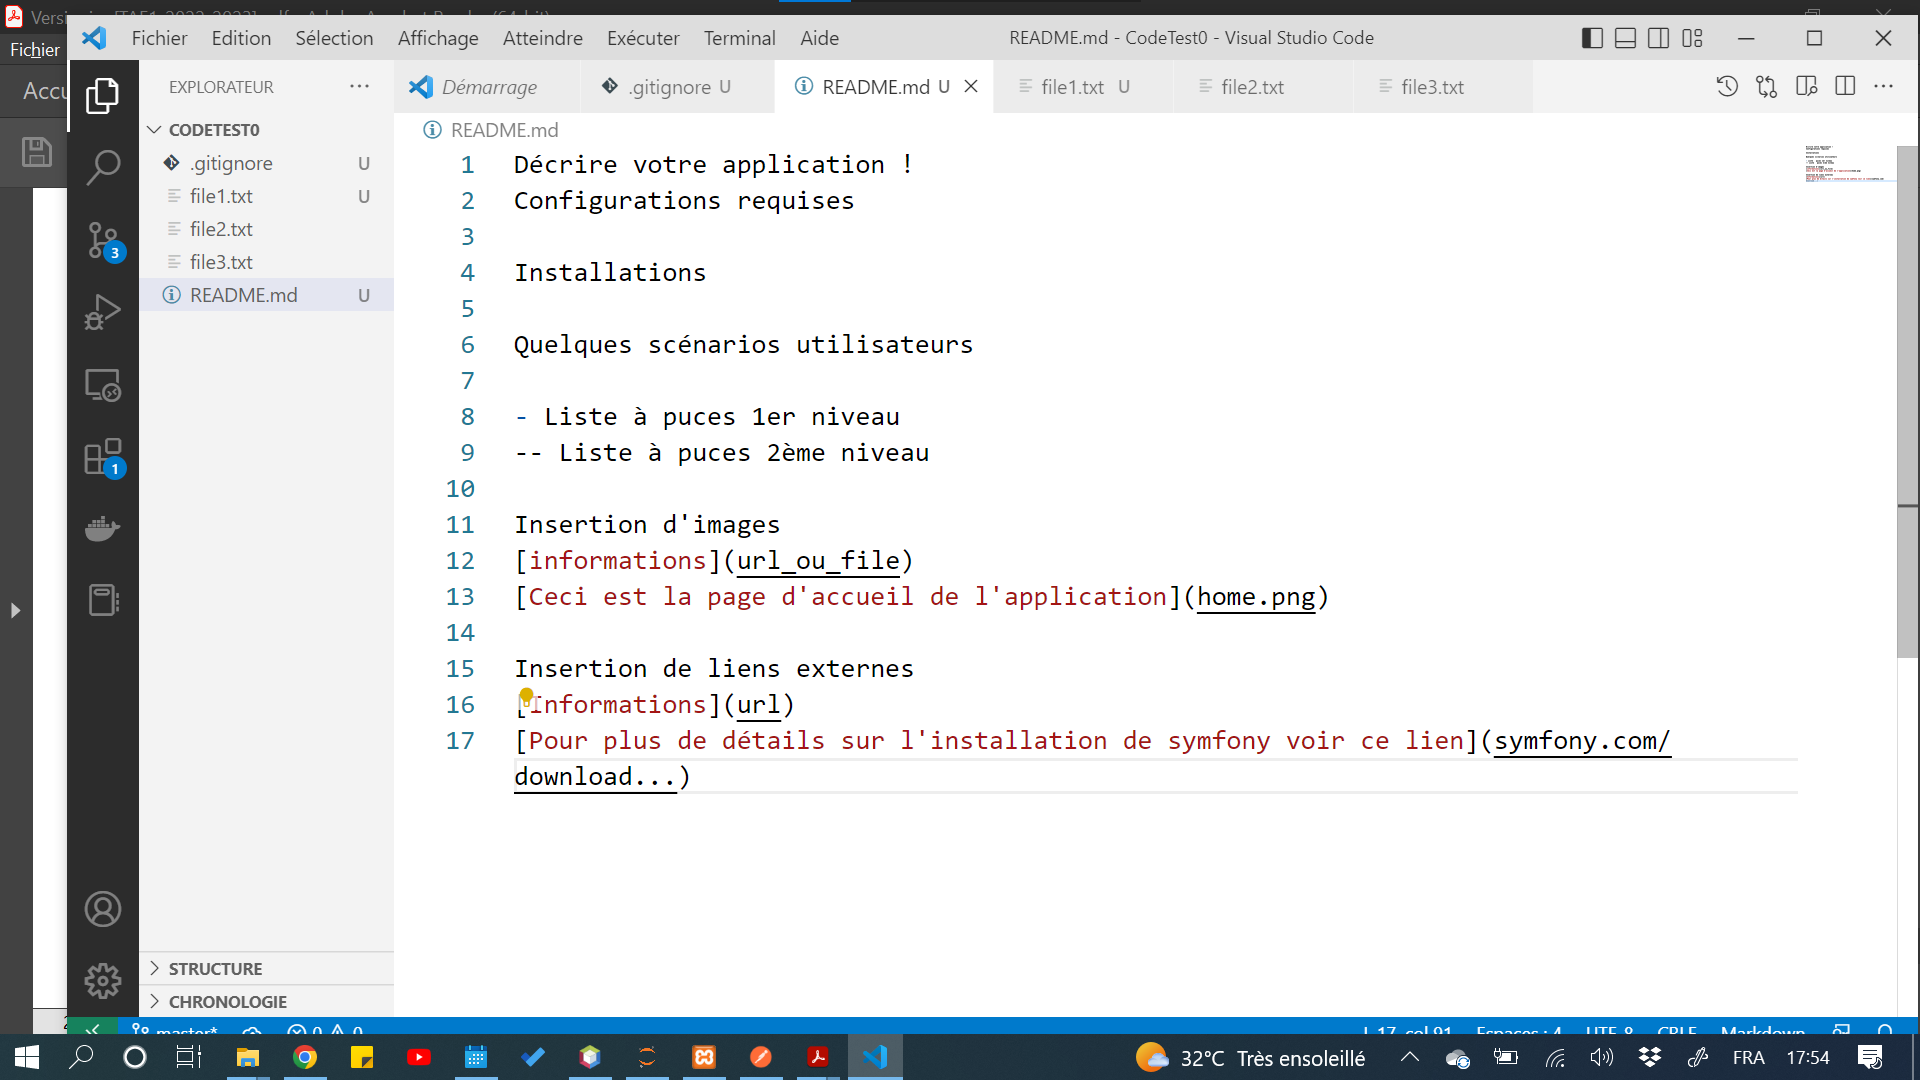 Fichier
Accu
Fichier Edition Sélection Affichage Atteindre Exécuter Terminal Aide
README.md - CodeTest0 - Visual Studio Code
EXPLORATEUR
CODETEST0
.gitignore U
file1.txt U
file2.txt
file3.txt
README.md U
STRUCTURE
CHRONOLOGIE
Démarrage .gitignore U README.md U file1.txt U file2.txt file3.txt
README.md
1 Décrire votre application !
2 Configurations requises
3
4 Installations
5
6 Quelques scénarios utilisateurs
7
8 - Liste à puces 1er niveau
9 -- Liste à puces 2ème niveau
10
11 Insertion d'images
12 [informations](url_ou_file)
13 [Ceci est la page d'accueil de l'application](home.png)
14
15 Insertion de liens externes
16 [informations](url)
17 [Pour plus de détails sur l'installation de symfony voir ce lien](symfony.com/
download...)
3
1
master* 0 0 L 17, col 91 Espaces : 4 UTF-8 CRLF Markdown
32°C Très ensoleillé FRA 17:54